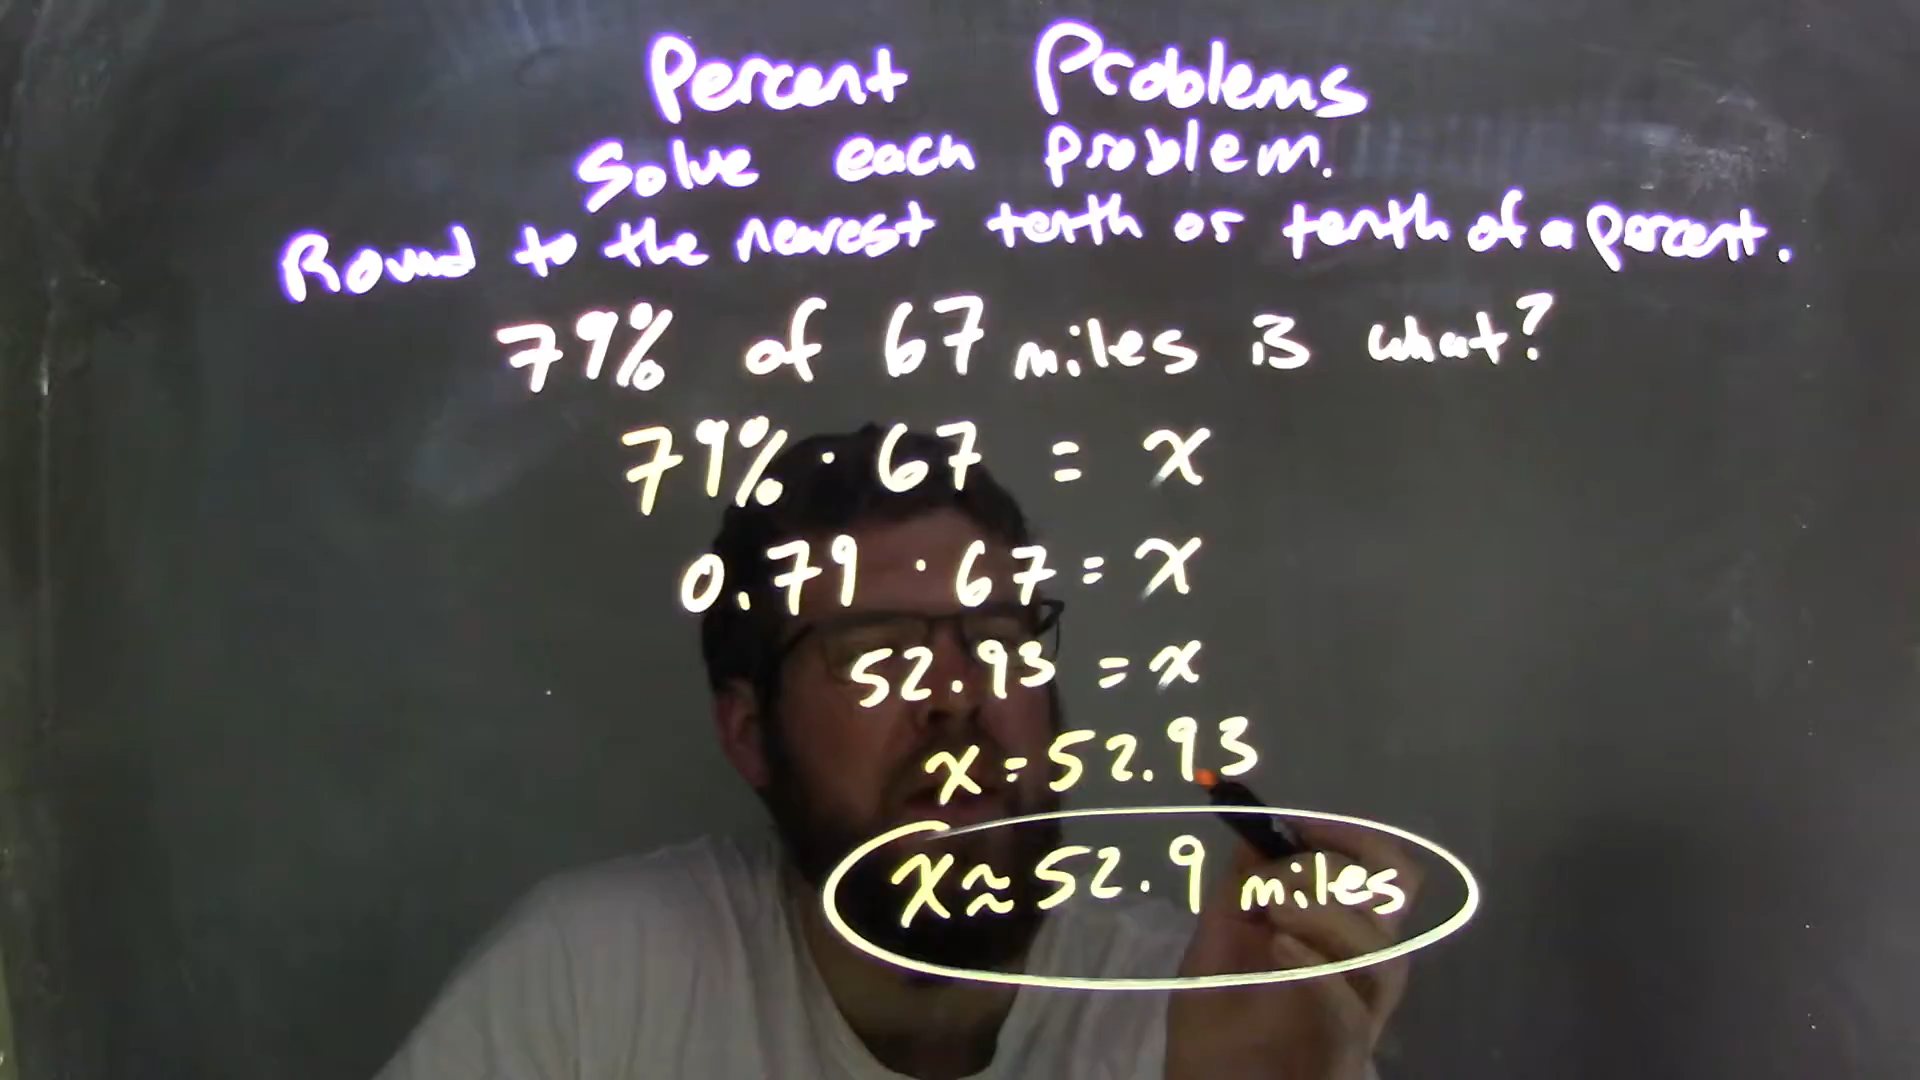 Percent Problems
Solve each problem.
Round to the nearest tenth or tenth of a percent.
79% of 67 miles is what?
79% · 67 = x
0.79 · 67 = x
52.93 = x
x = 52.93
x ≈ 52.9 miles